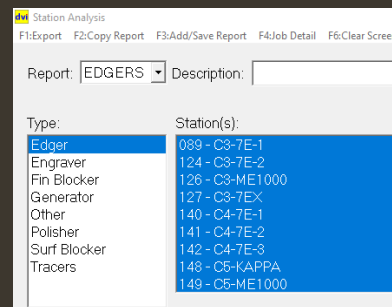 dvi Station Analysis
F1:Export F2:Copy Report F3:Add/Save Report F4:Job Detail F6:Clear Scree
Report: EDGERS Description:
Type: Station(s):
Edger 089 - C3-7E-1
Engraver 124 - C3-7E-2
Fin Blocker 126 - C3-ME1000
Generator 127 - C3-7EX
Other 140 - C4-7E-1
Polisher 141 - C4-7E-2
Surf Blocker 142 - C4-7E-3
Tracers 148 - C5-KAPPA
149 - C5-ME1000